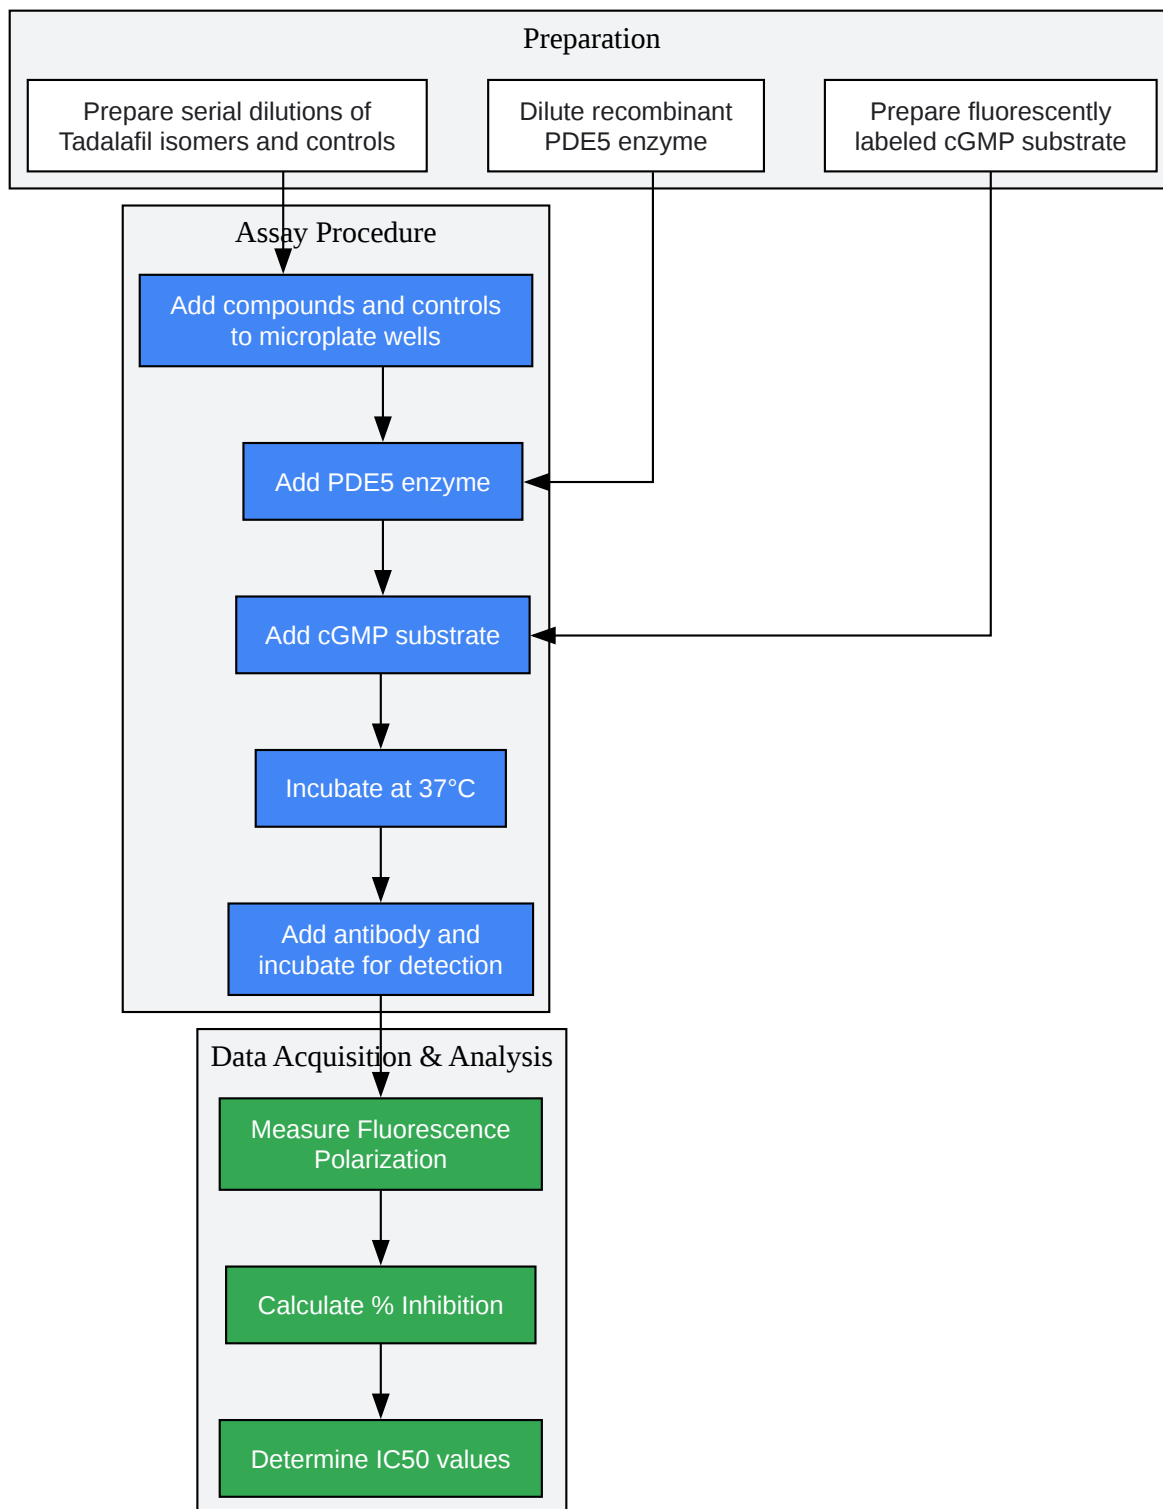 Preparation
Prepare serial dilutions of
Tadalafil isomers and controls
Dilute recombinant
PDE5 enzyme
Prepare fluorescently
labeled cGMP substrate
Assay Procedure
Add compounds and controls
to microplate wells
Add PDE5 enzyme
Add cGMP substrate
Incubate at 37°C
Add antibody and
incubate for detection
Data Acquisition & Analysis
Measure Fluorescence
Polarization
Calculate % Inhibition
Determine IC50 values